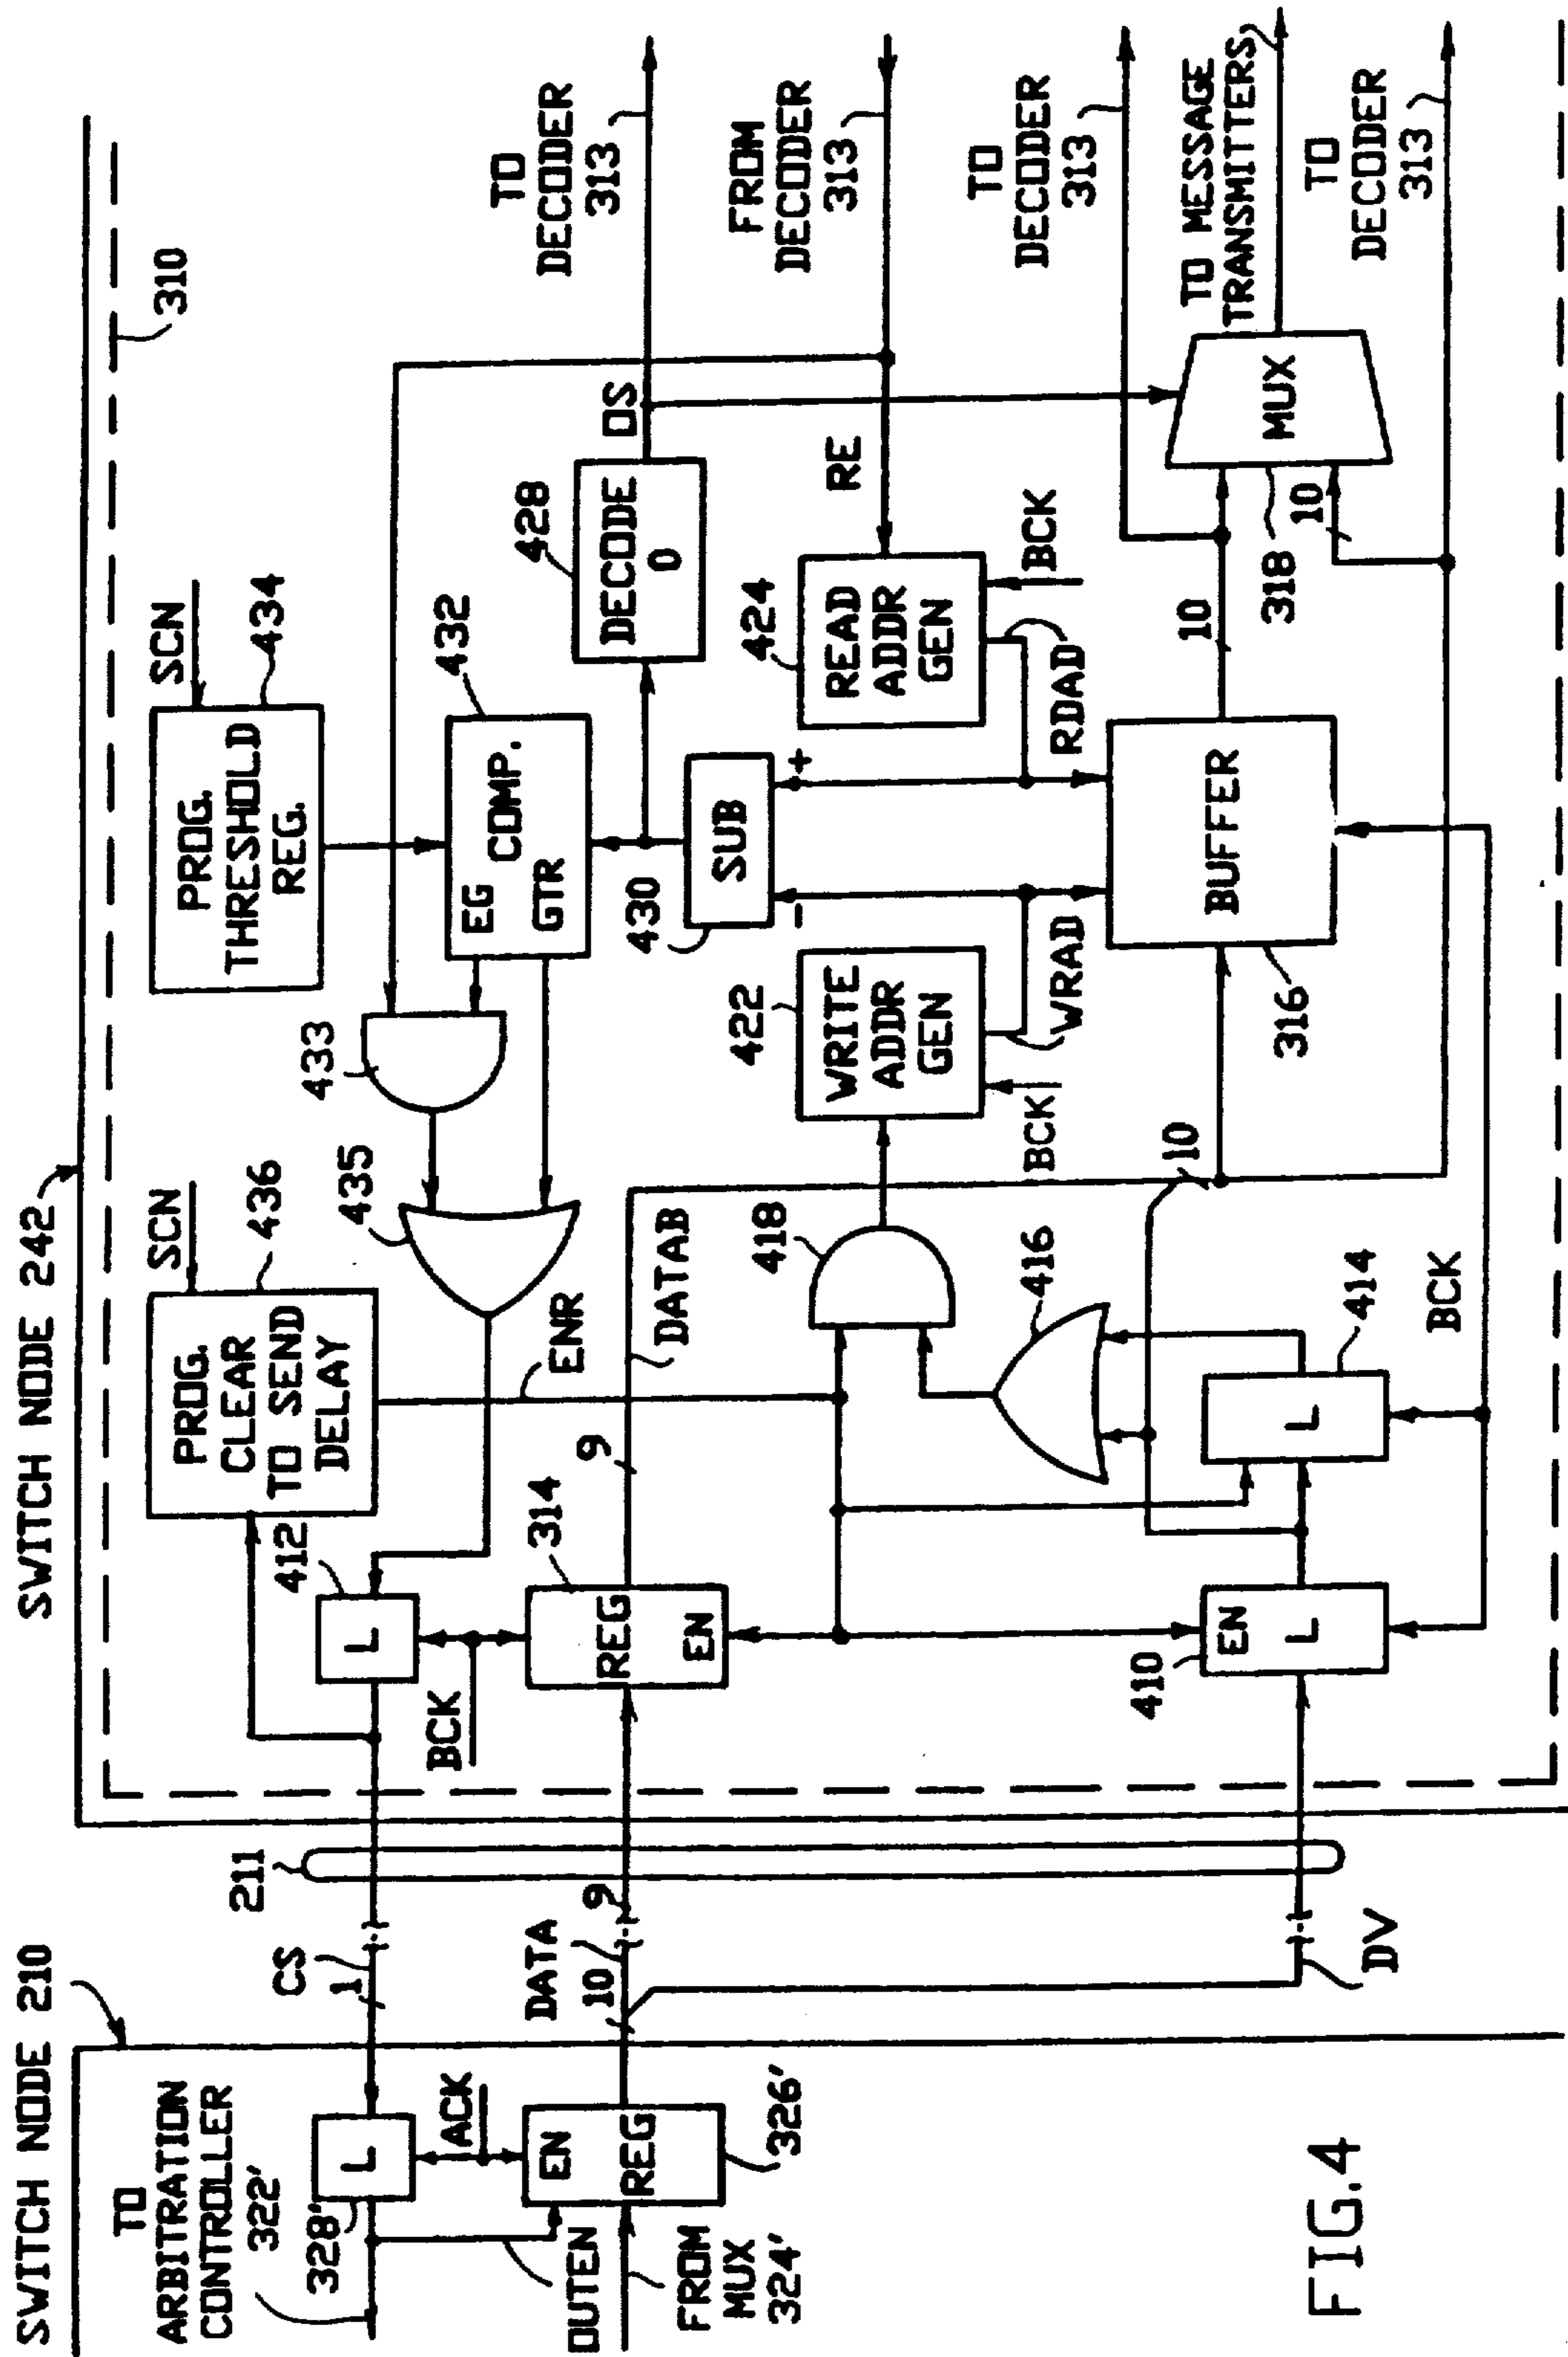 SWITCH NODE 210
SWITCH NODE 242
TO
ARBITRATION
CONTROLLER
322'
328'
L
ACK
OUTEN
EN
REG
326'
FROM
MUX
324'
CS
1
DATA
10
9
DV
211
310
BCK
412
L
PROG.
CLEAR
TO SEND
DELAY
SCN
436
435
433
PROG.
THRESHOLD
REG.
SCN
434
EG
COMP.
GTR
432
314
REG
EN
9
ENR
DATAB
430
SUB
-
+
DECODE
0
428
DS
TO
DECODER
313
FROM
DECODER
313
RE
418
422
WRITE
ADDR
GEN
BCK
WRAD
424
READ
ADDR
GEN
BCK
RDAD
416
10
410
EN
L
L
414
BCK
BUFFER
316
10
TO
DECODER
313
MUX
318
10
TO MESSAGE
TRANSMITTERS
TO
DECODER
313
FIG.4